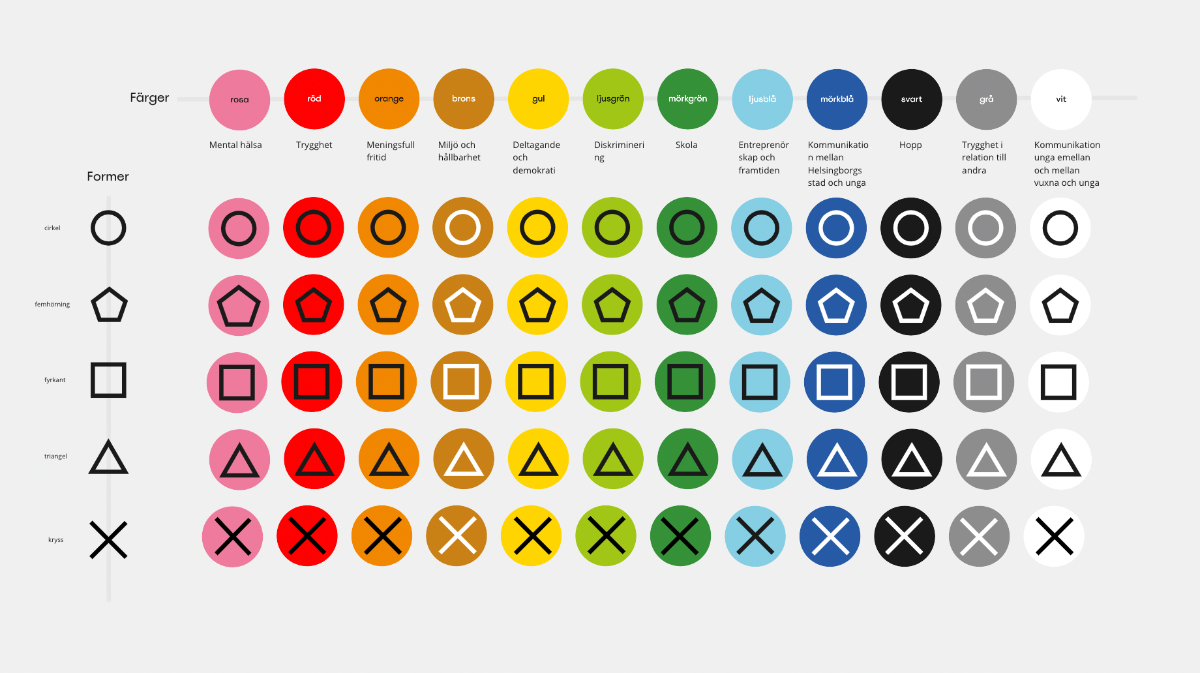 Färger
rosa
röd
orange
brons
gul
ljusgrön
mörkgrön
ljusblå
mörkblå
svart
grå
vit
Mental hälsa
Trygghet
Meningsfull
fritid
Miljö och
hållbarhet
Deltagande
och
demokrati
Diskrimineri
ng
Skola
Entreprenör
skap och
framtiden
Kommunikatio
n mellan
Helsingborgs
stad och unga
Hopp
Trygghet i
relation till
andra
Kommunikation
unga emellan
och mellan
vuxna och unga
Former
cirkel
femhörning
fyrkant
triangel
kryss